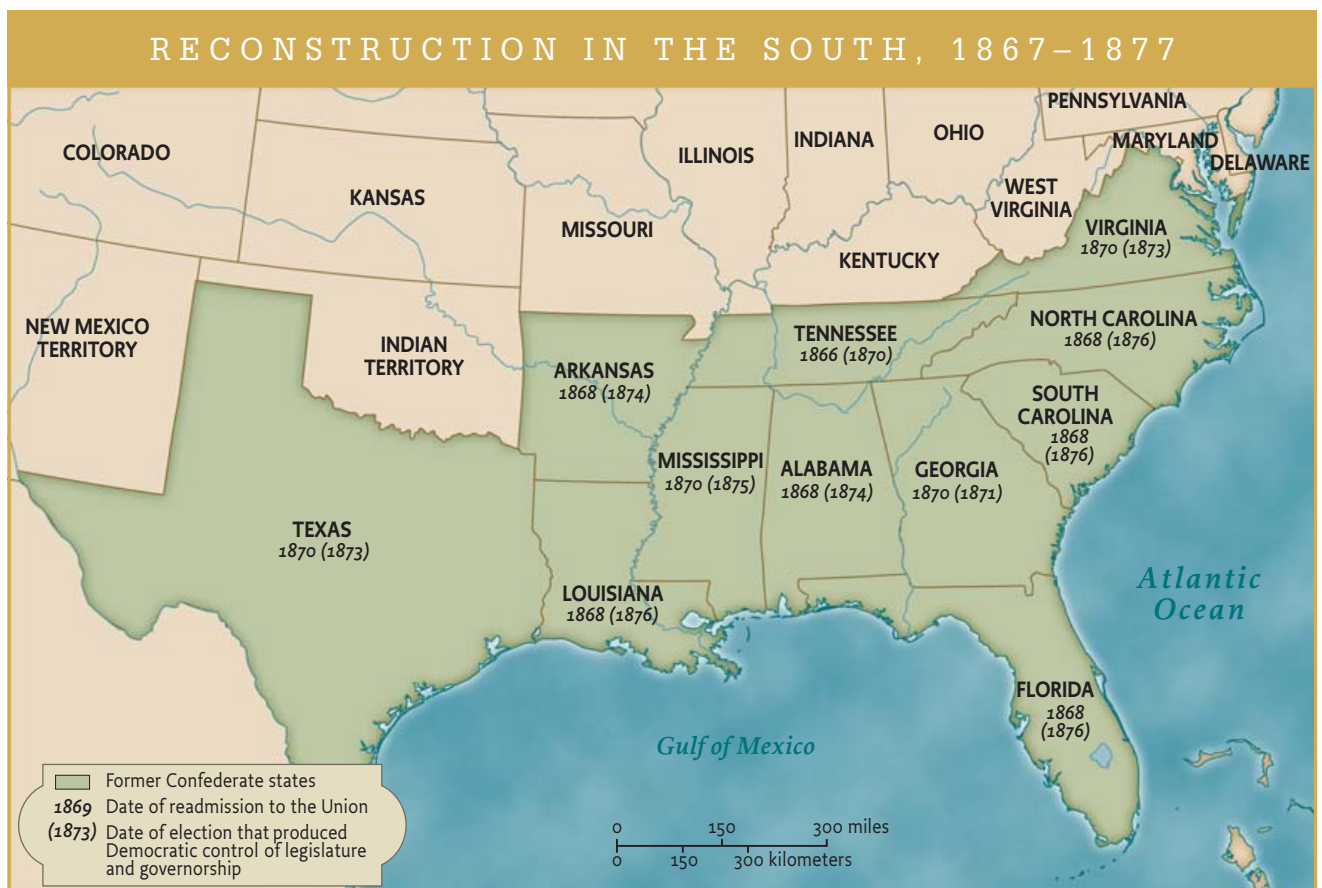 RECONSTRUCTION IN THE SOUTH, 1867–1877
PENNSYLVANIA
COLORADO
ILLINOIS
INDIANA
OHIO
MARYLAND
DELAWARE
KANSAS
MISSOURI
WEST
VIRGINIA
KENTUCKY
VIRGINIA
1870 (1873)
NEW MEXICO
TERRITORY
INDIAN
TERRITORY
ARKANSAS
1868 (1874)
TENNESSEE
1866 (1870)
NORTH CAROLINA
1868 (1876)
SOUTH
CAROLINA
1868
(1876)
MISSISSIPPI
1870 (1875)
ALABAMA
1868 (1874)
GEORGIA
1870 (1871)
TEXAS
1870 (1873)
LOUISIANA
1868 (1876)
Atlantic
Ocean
FLORIDA
1868
(1876)
Gulf of Mexico
Former Confederate states
1869 Date of readmission to the Union
(1873) Date of election that produced
Democratic control of legislature
and governorship
0 150 300 miles
0 150 300 kilometers